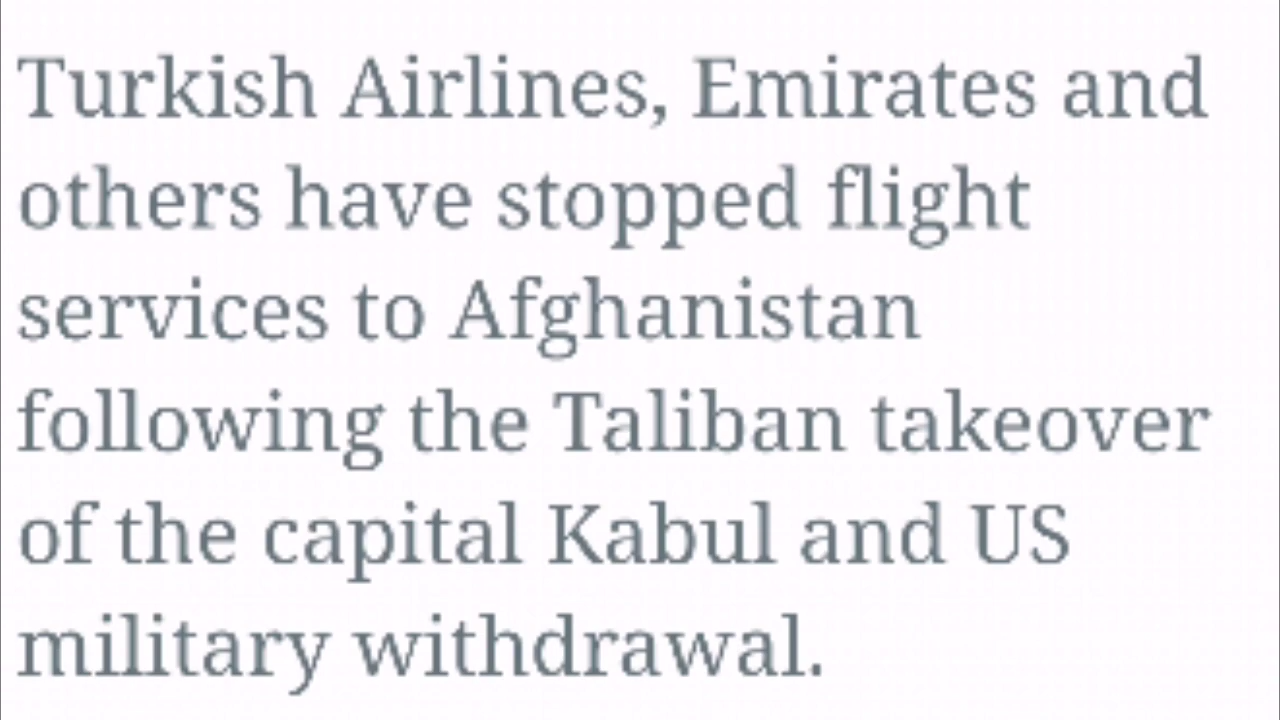 Turkish Airlines, Emirates and
others have stopped flight
services to Afghanistan
following the Taliban takeover
of the capital Kabul and US
military withdrawal.